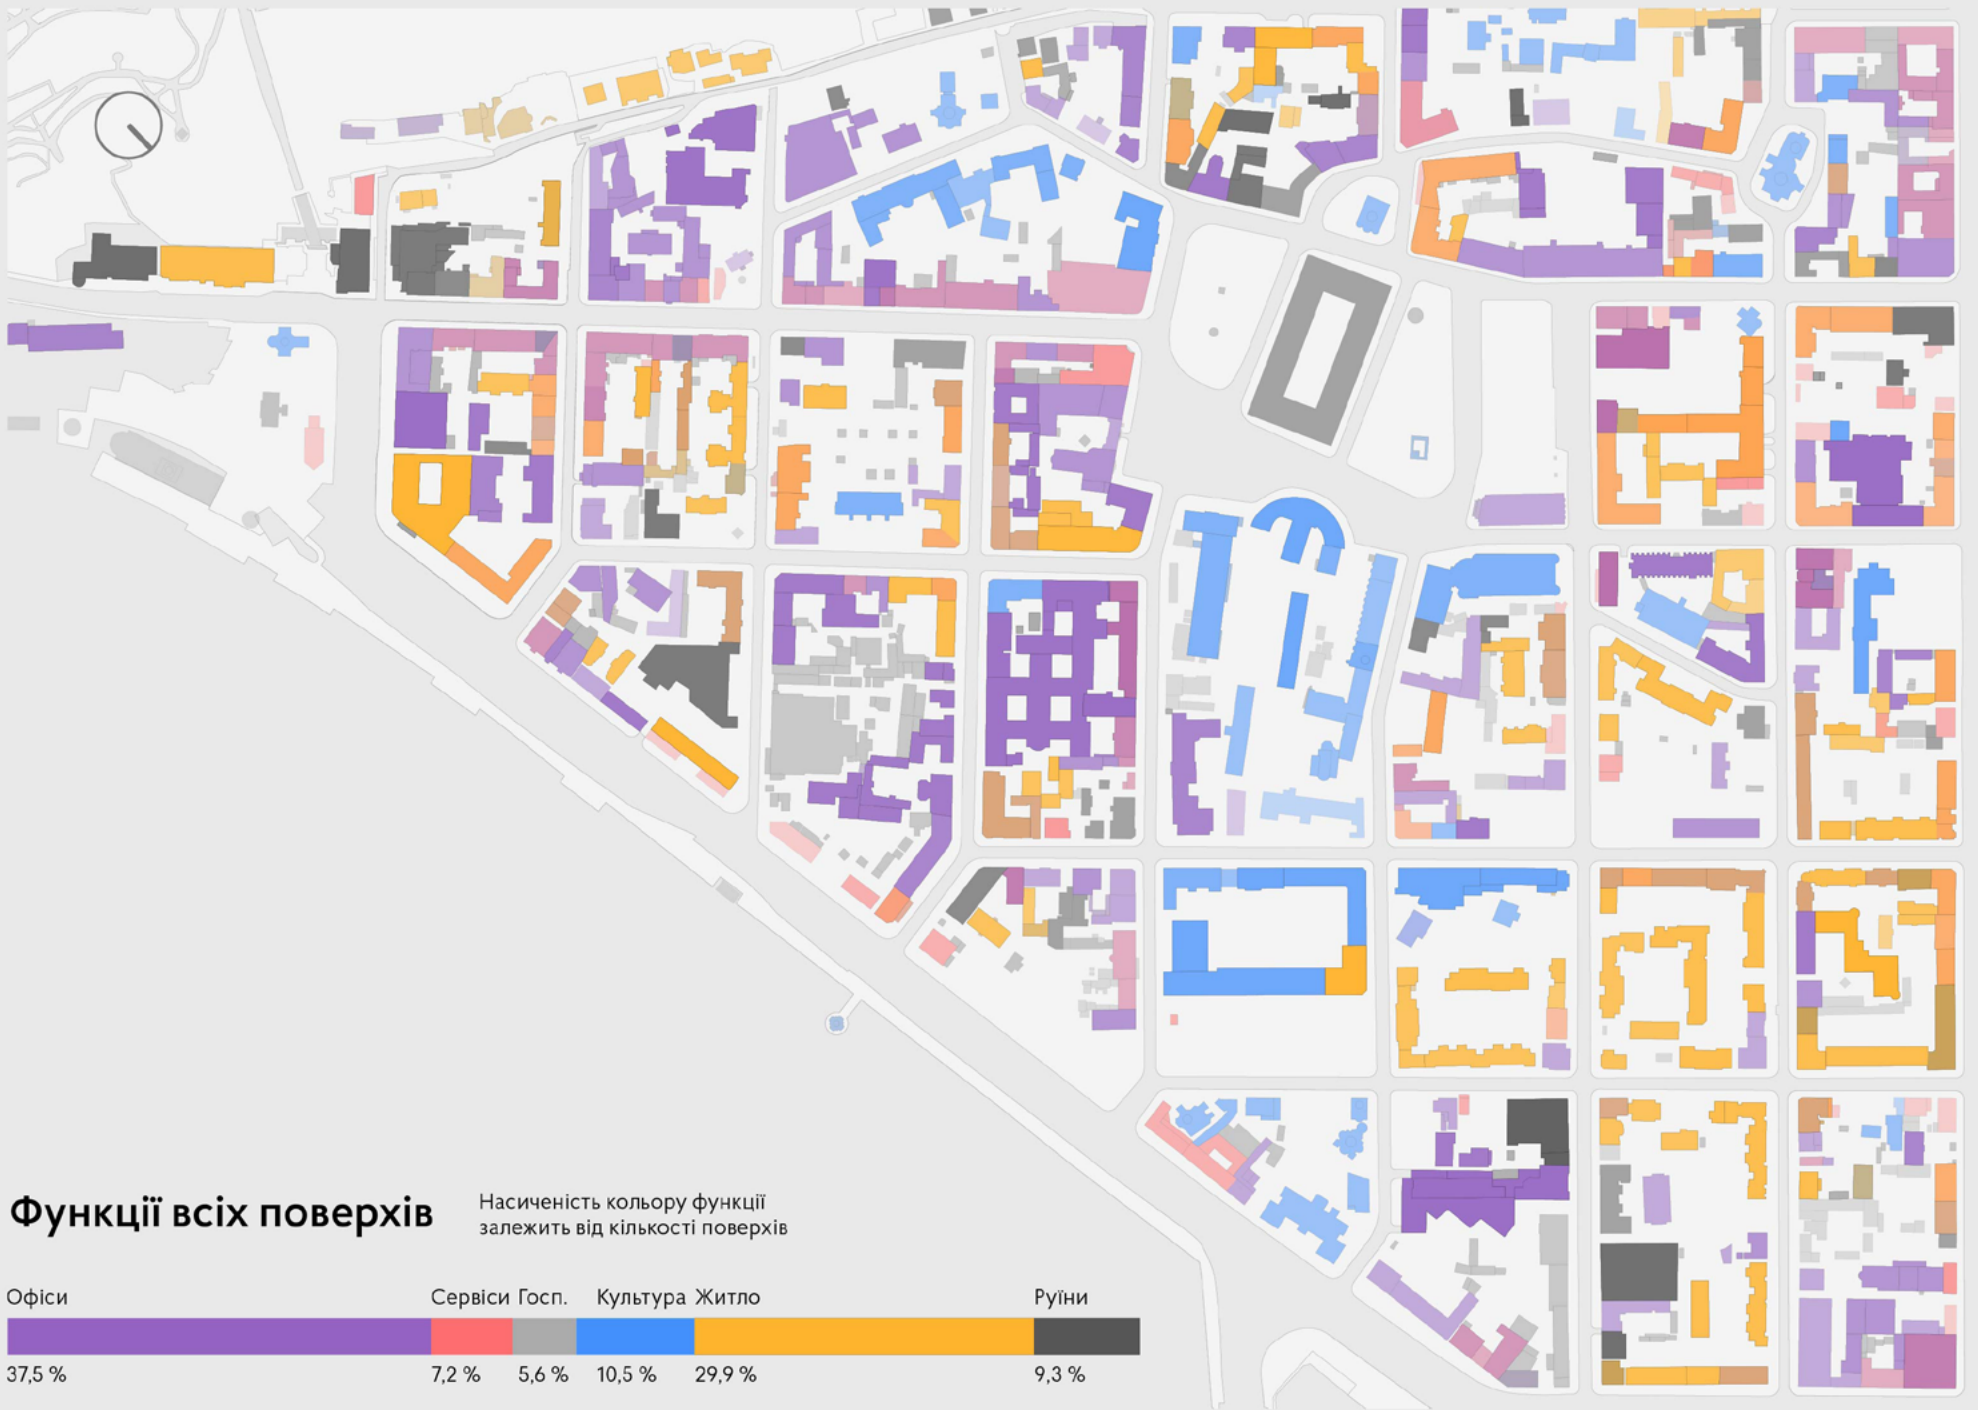 Функції всіх поверхів
Насиченість кольору функції
залежить від кількості поверхів
Офіси
Сервіси
Госп.
Культура
Житло
Руїни
37,5 %
7,2 %
5,6 %
10,5 %
29,9 %
9,3 %